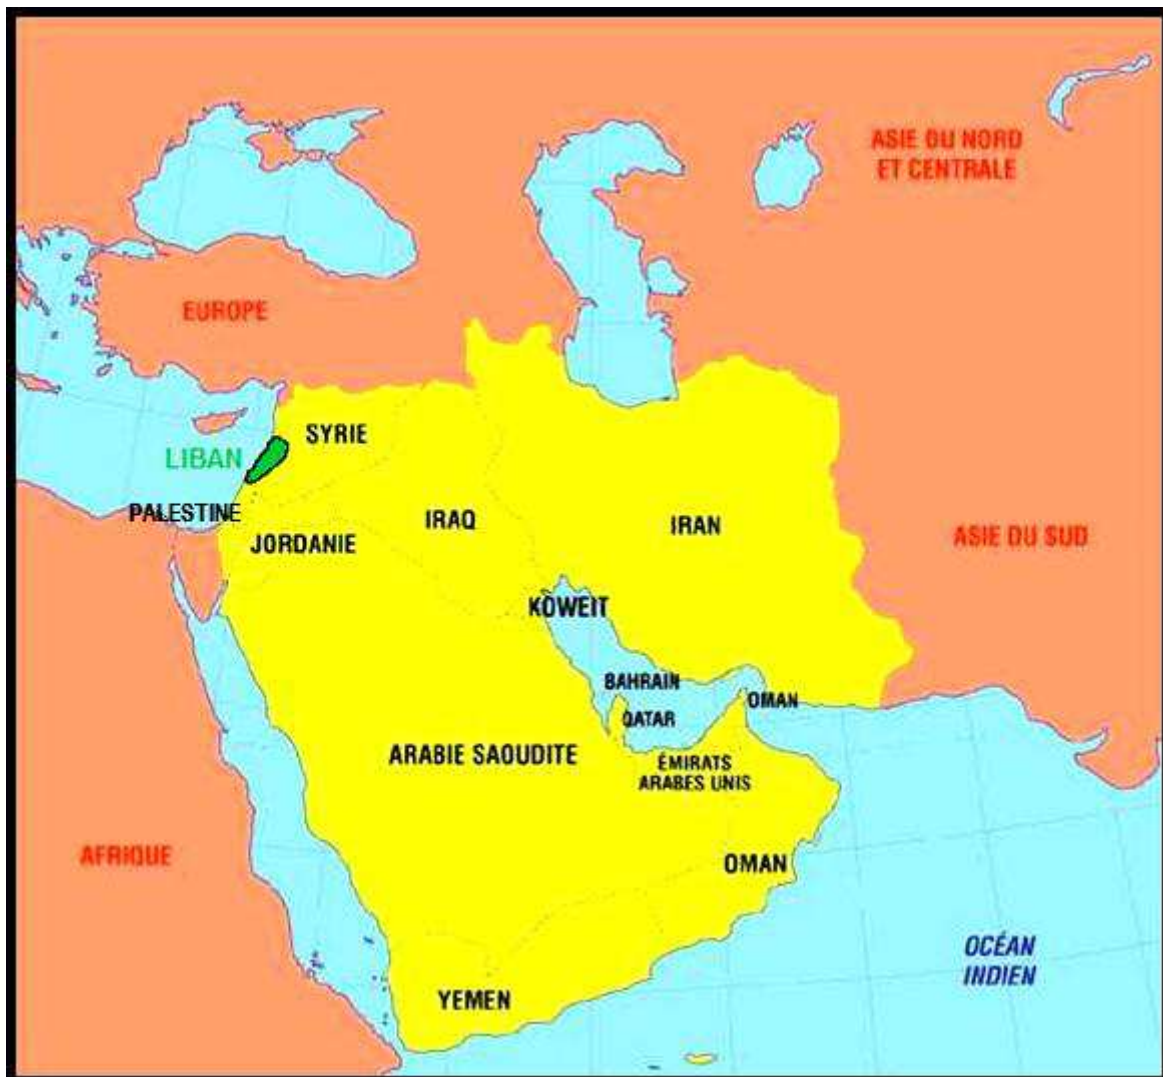 ASIE DU NORD
ET CENTRALE
EUROPE
SYRIE
LIBAN
PALESTINE
IRAQ
IRAN
JORDANIE
ASIE DU SUD
KOWEIT
BAHRAIN
OMAN
QATAR
ARABIE SAOUDITE
ÉMIRATS
ARABES UNIS
AFRIQUE
OMAN
OCÉAN
INDIEN
YEMEN